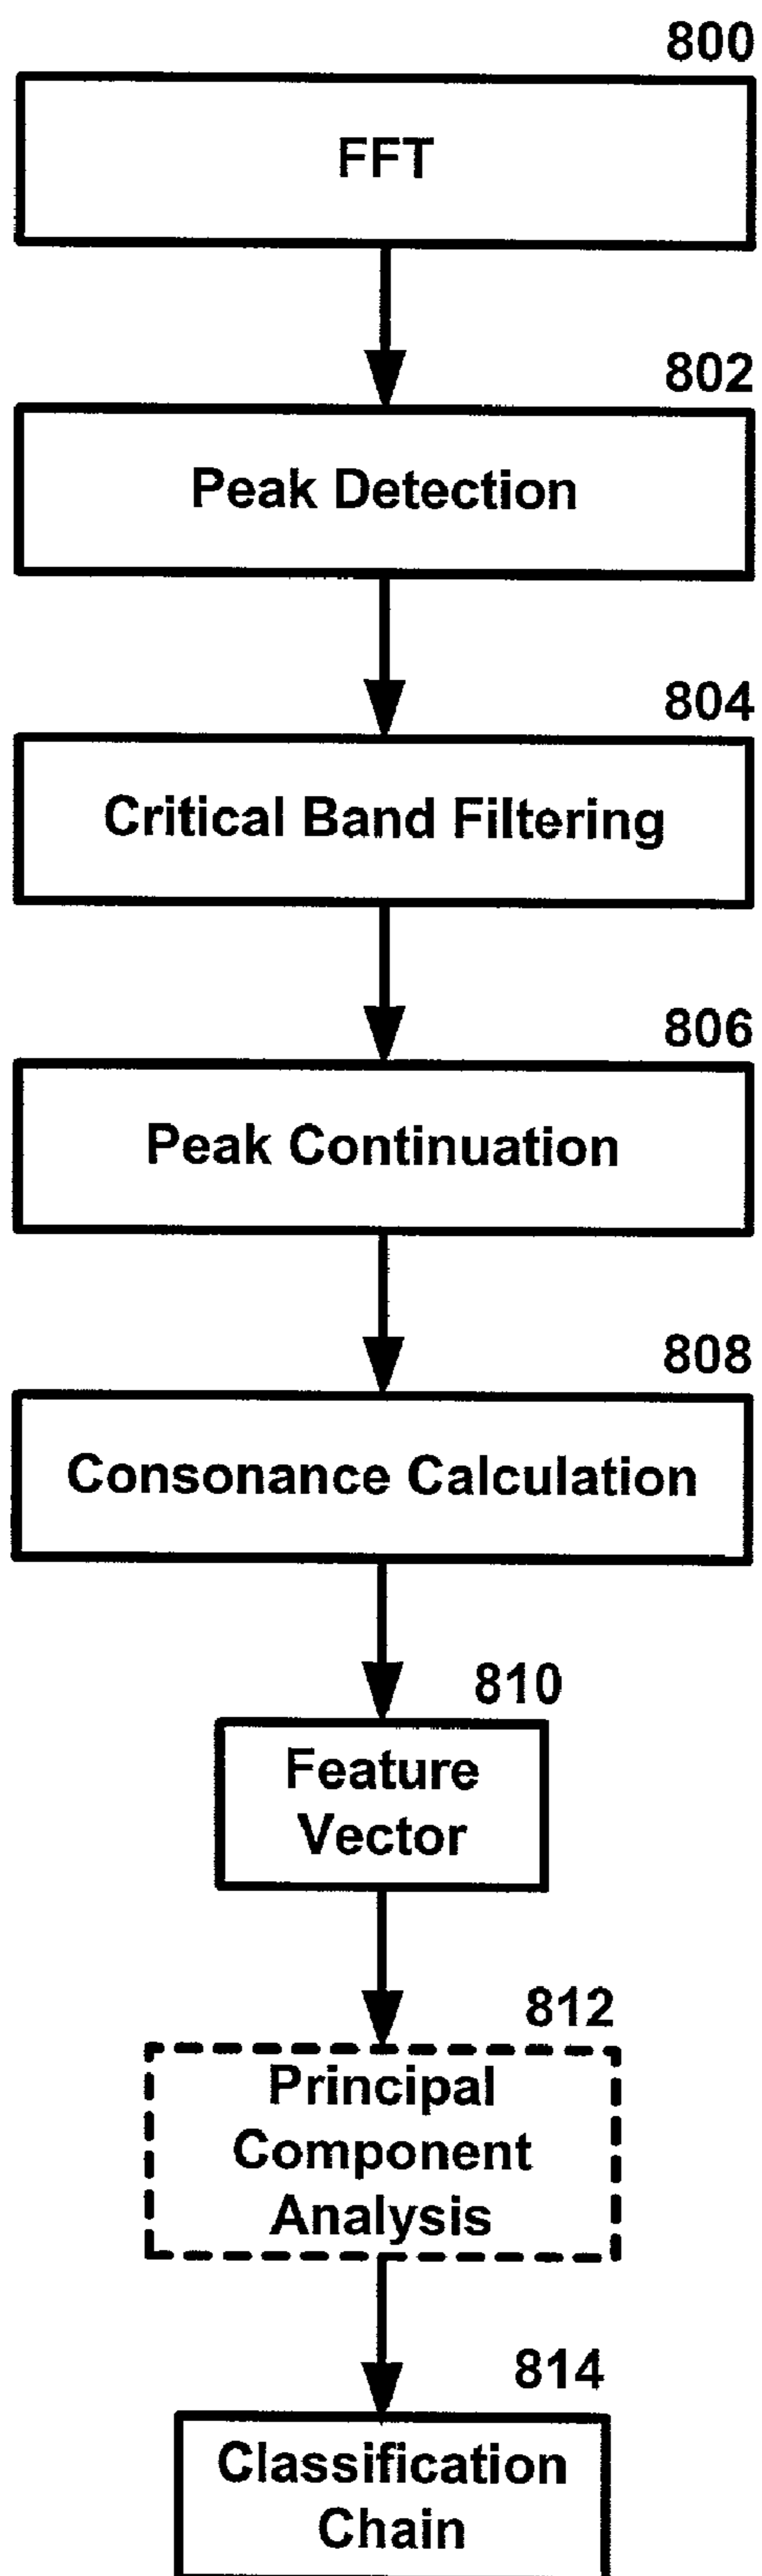 800
FFT
802
Peak Detection
804
Critical Band Filtering
806
Peak Continuation
808
Consonance Calculation
810
Feature
Vector
812
Principal
Component
Analysis
814
Classification
Chain